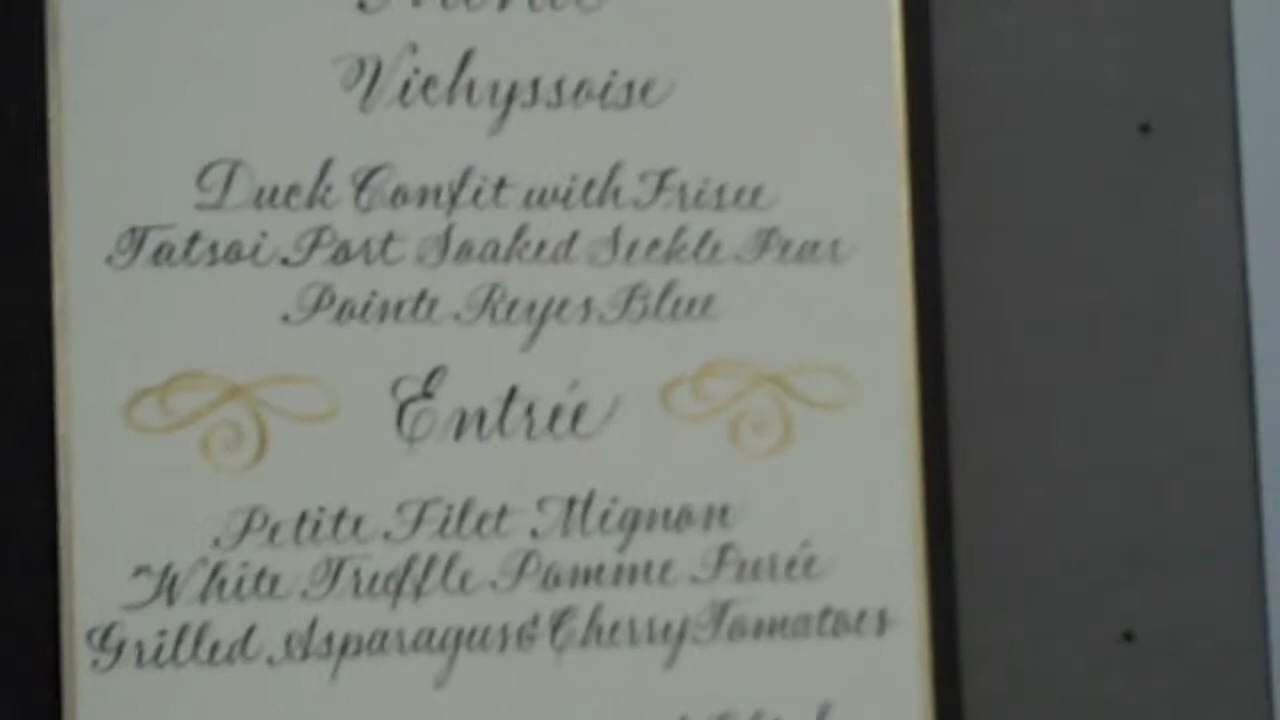 Vichyssoise
Duck Confit with Frisee
Tatsoi Port Soaked Seckle Pear
Pointe Reyes Blue
Entrée
Petite Filet Mignon
White Truffle Pomme Purée
Grilled Asparagus & Cherry Tomatoes